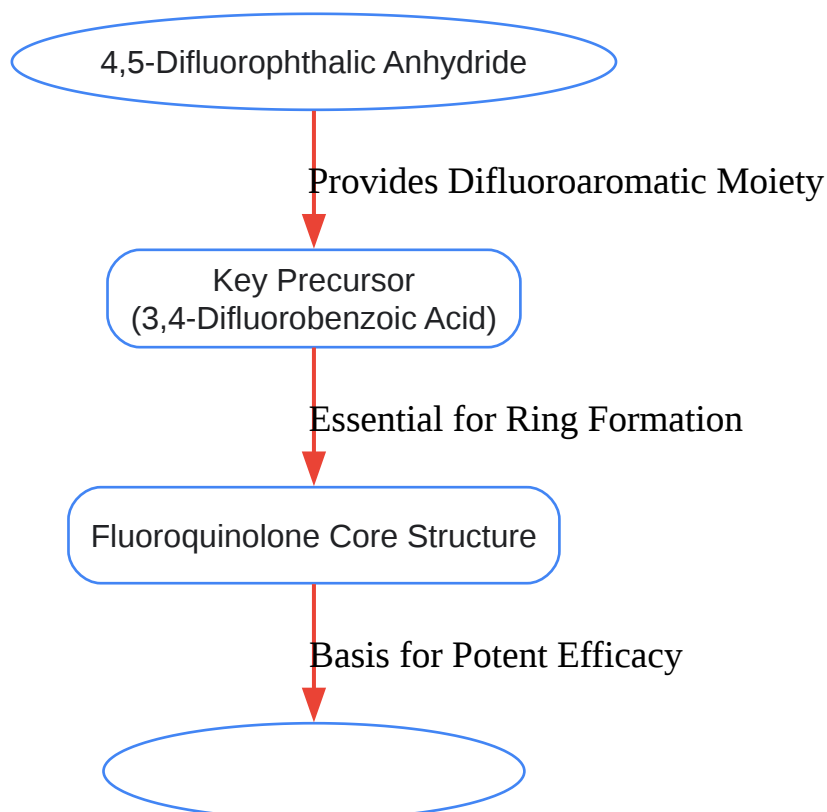 4,5-Difluorophthalic Anhydride
Provides Difluoroaromatic Moiety
Key Precursor
(3,4-Difluorobenzoic Acid)
Essential for Ring Formation
Fluoroquinolone Core Structure
Basis for Potent Efficacy